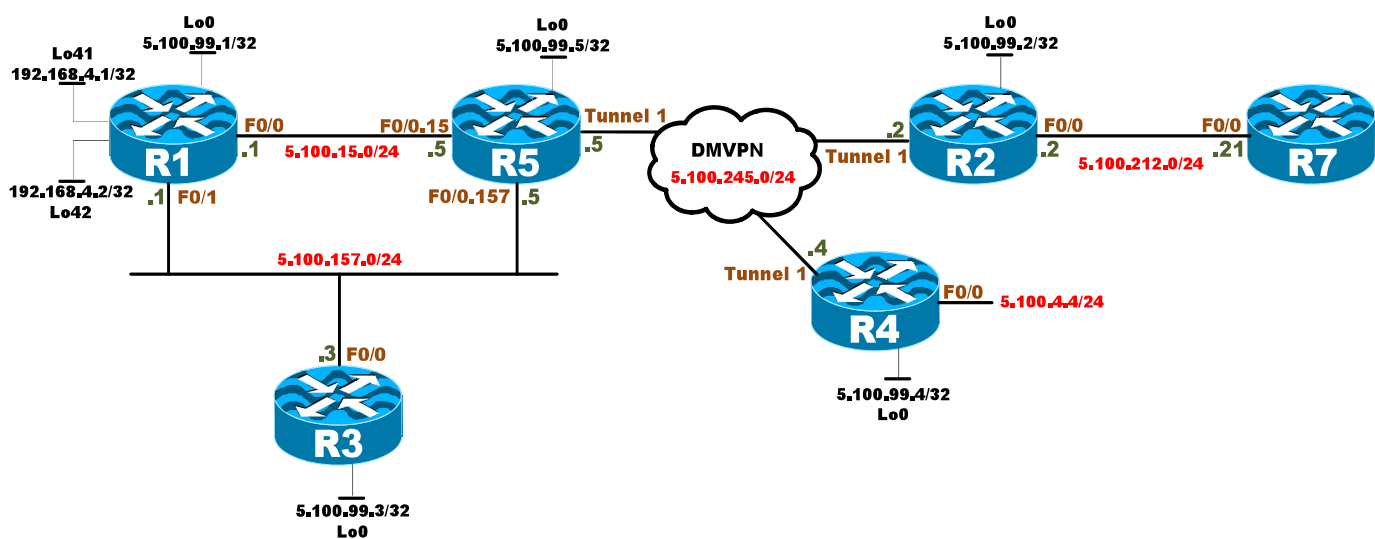 Lo0
5.100.99.1/32
Lo41
192.168.4.1/32
192.168.4.2/32
Lo42
R1
F0/0
.1
.1
F0/1
5.100.15.0/24
Lo0
5.100.99.5/32
F0/0.15
.5
R5
Tunnel 1
.5
F0/0.157
.5
DMVPN
5.100.245.0/24
Lo0
5.100.99.2/32
.2
Tunnel 1
R2
F0/0
.2
5.100.212.0/24
F0/0
.21
R7
5.100.157.0/24
.4
Tunnel 1
R4
F0/0
5.100.4.4/24
5.100.99.4/32
Lo0
.3
F0/0
R3
5.100.99.3/32
Lo0